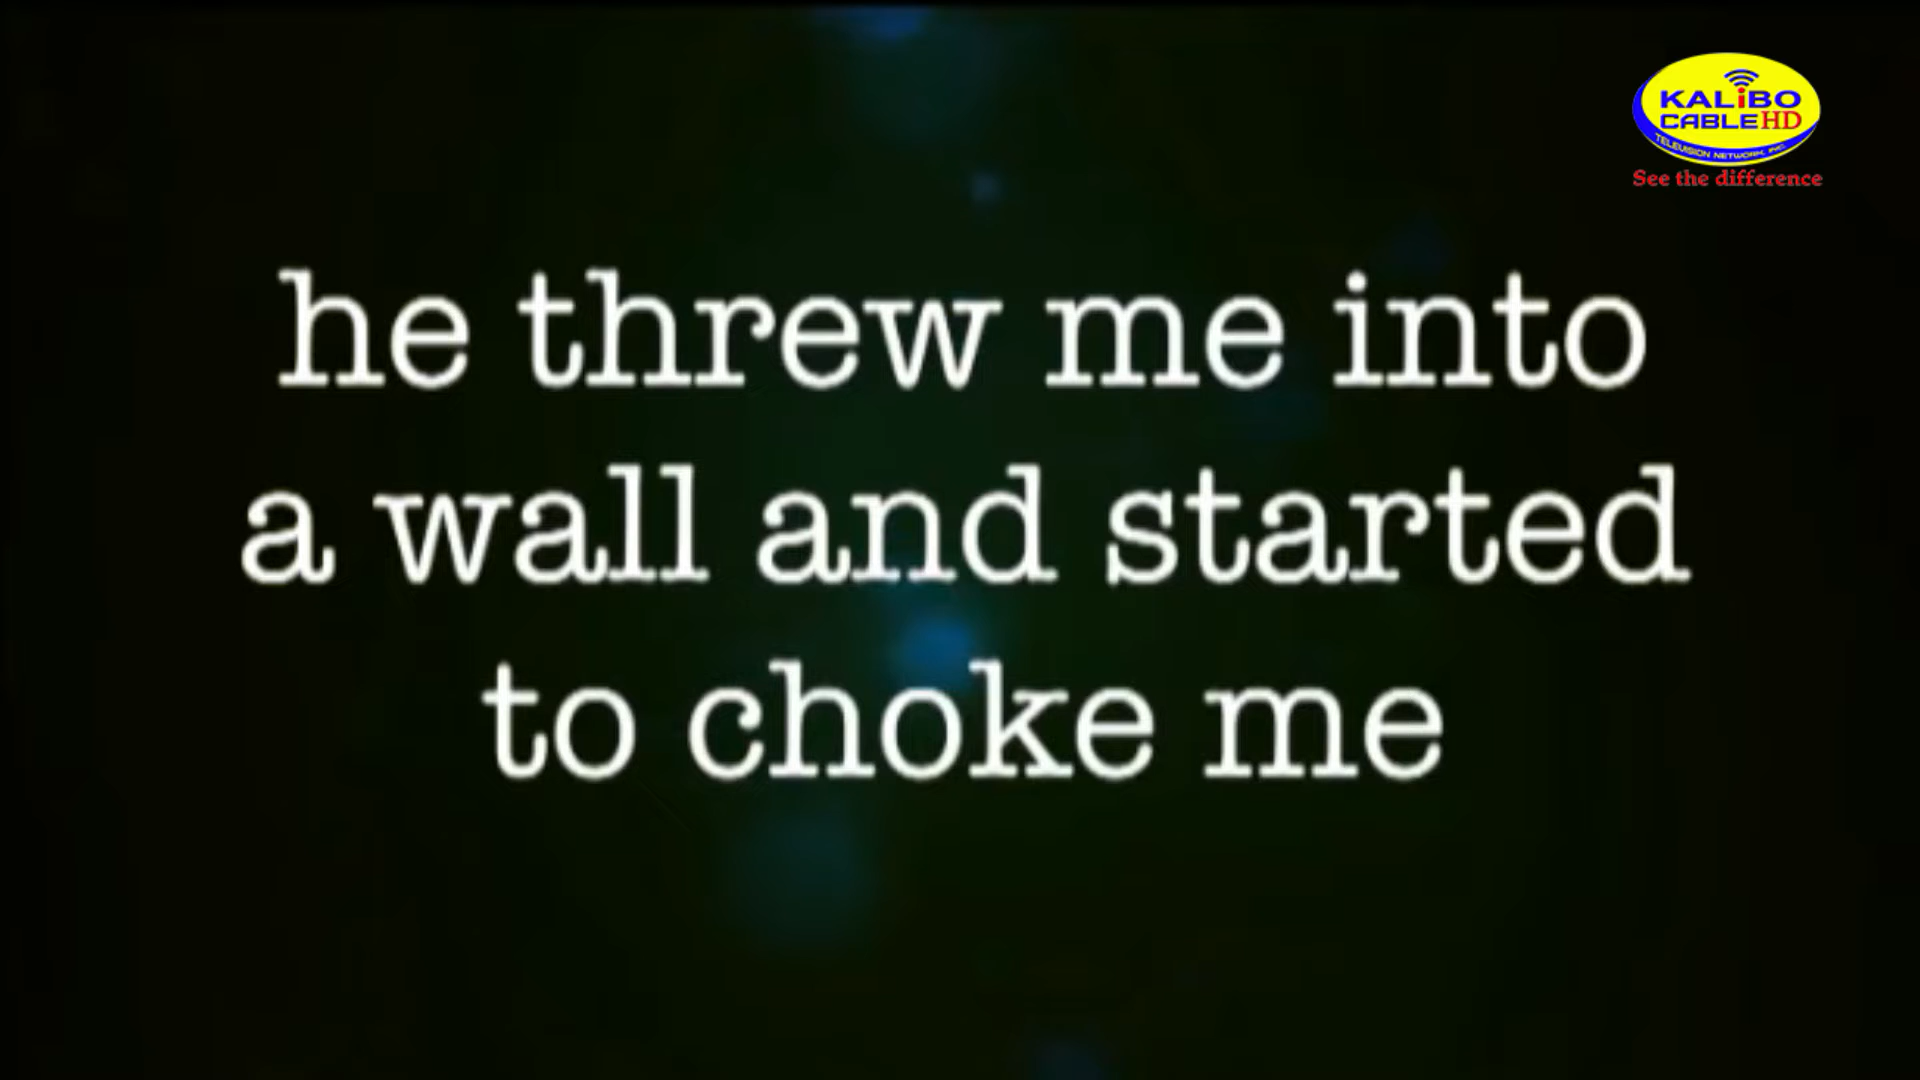 KALiBO
CABLE HD
TELEVISION NETWORK, INC.
See the difference
he threw me into
a wall and started
to choke me